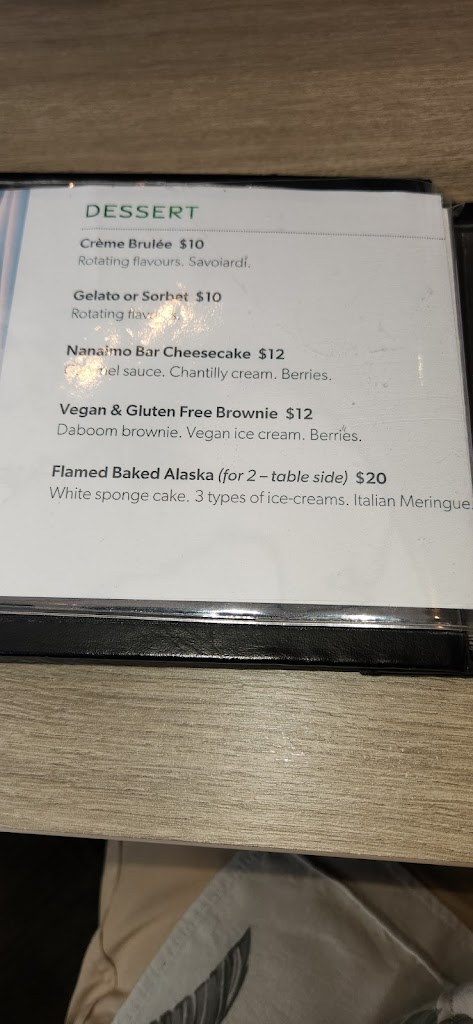 DESSERT
Crème Brulée $10
Rotating flavours. Savoiardi.
Gelato or Sorbet $10
Rotating
Nanaimo Bar Cheesecake $12
sauce. Chantilly cream. Berries.
Vegan & Gluten Free Brownie $12
Daboom brownie. Vegan ice cream. Berries.
Flamed Baked Alaska (for 2 – table side) $20
White sponge cake. 3 types of ice-creams. Italian Meringue